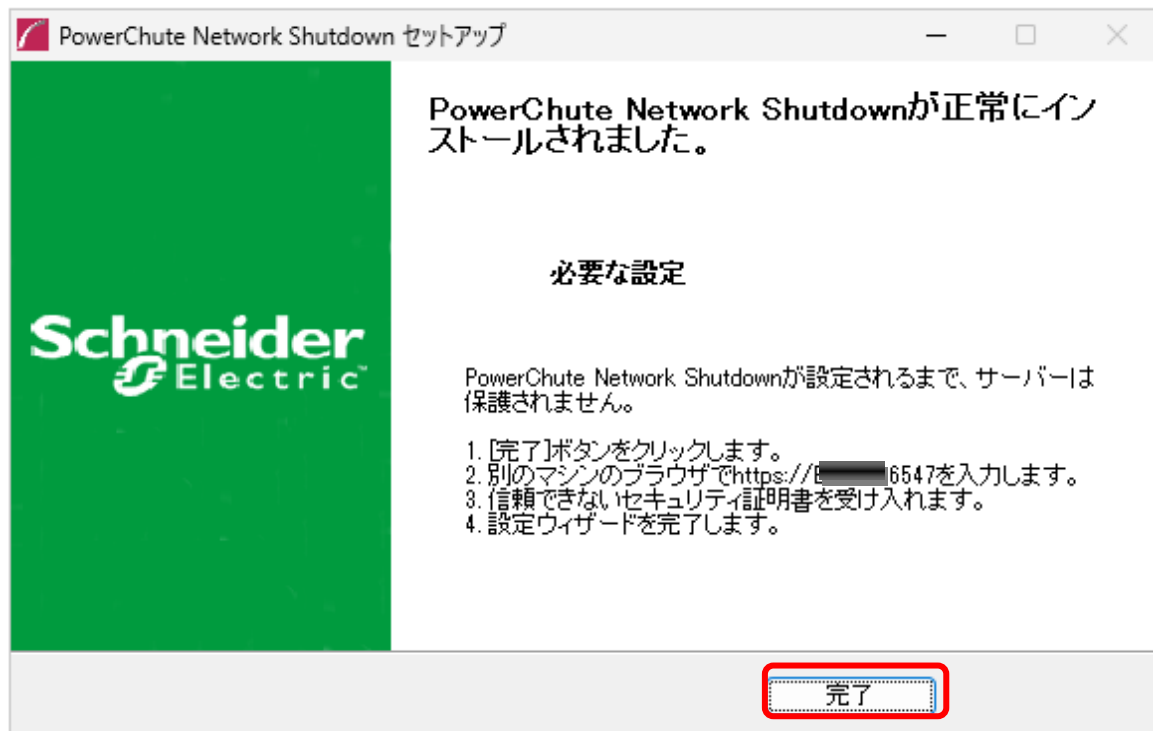 PowerChute Network Shutdown セットアップ
PowerChute Network Shutdownが正常にイン
ストールされました。
必要な設定
Schneider
Electric
PowerChute Network Shutdownが設定されるまで、サーバーは
保護されません。
1. [完了]ボタンをクリックします。
2. 別のマシンのブラウザでhttps:// 6547を入力します。
3. 信頼できないセキュリティ証明書を受け入れます。
4. 設定ウィザードを完了します。
完了